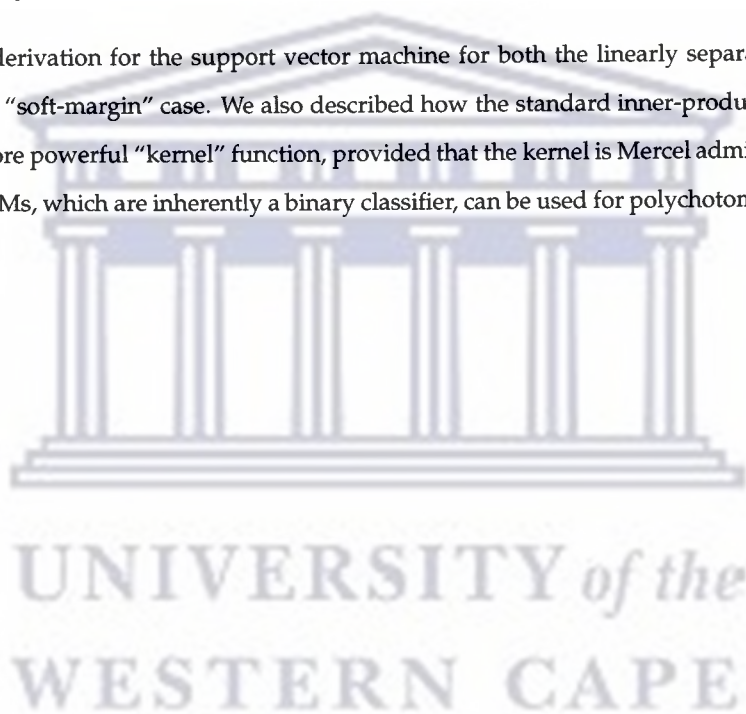 derivation for the support vector machine for both the linearly separ
"soft-margin" case. We also described how the standard inner-produ
ore powerful "kernel" function, provided that the kernel is Mercel admi
Ms, which are inherently a binary classifier, can be used for polychoton
UNIVERSITY of the
WESTERN CAPE